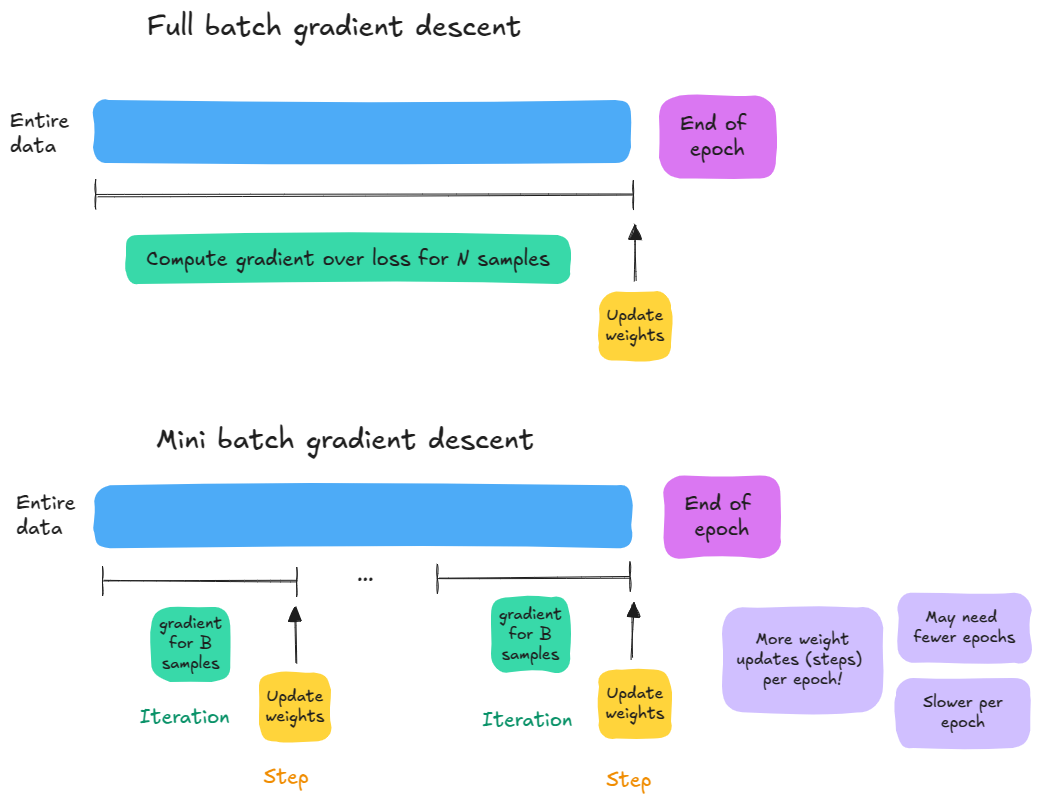 Full batch gradient descent
Entire
data
End of
epoch
Compute gradient over loss for N samples
Update
weights
Mini batch gradient descent
Entire
data
End of
epoch
...
gradient
for B
samples
Iteration
Update
weights
Step
gradient
for B
samples
Iteration
Update
weights
Step
More weight
updates (steps)
per epoch!
May need
fewer epochs
Slower per
epoch